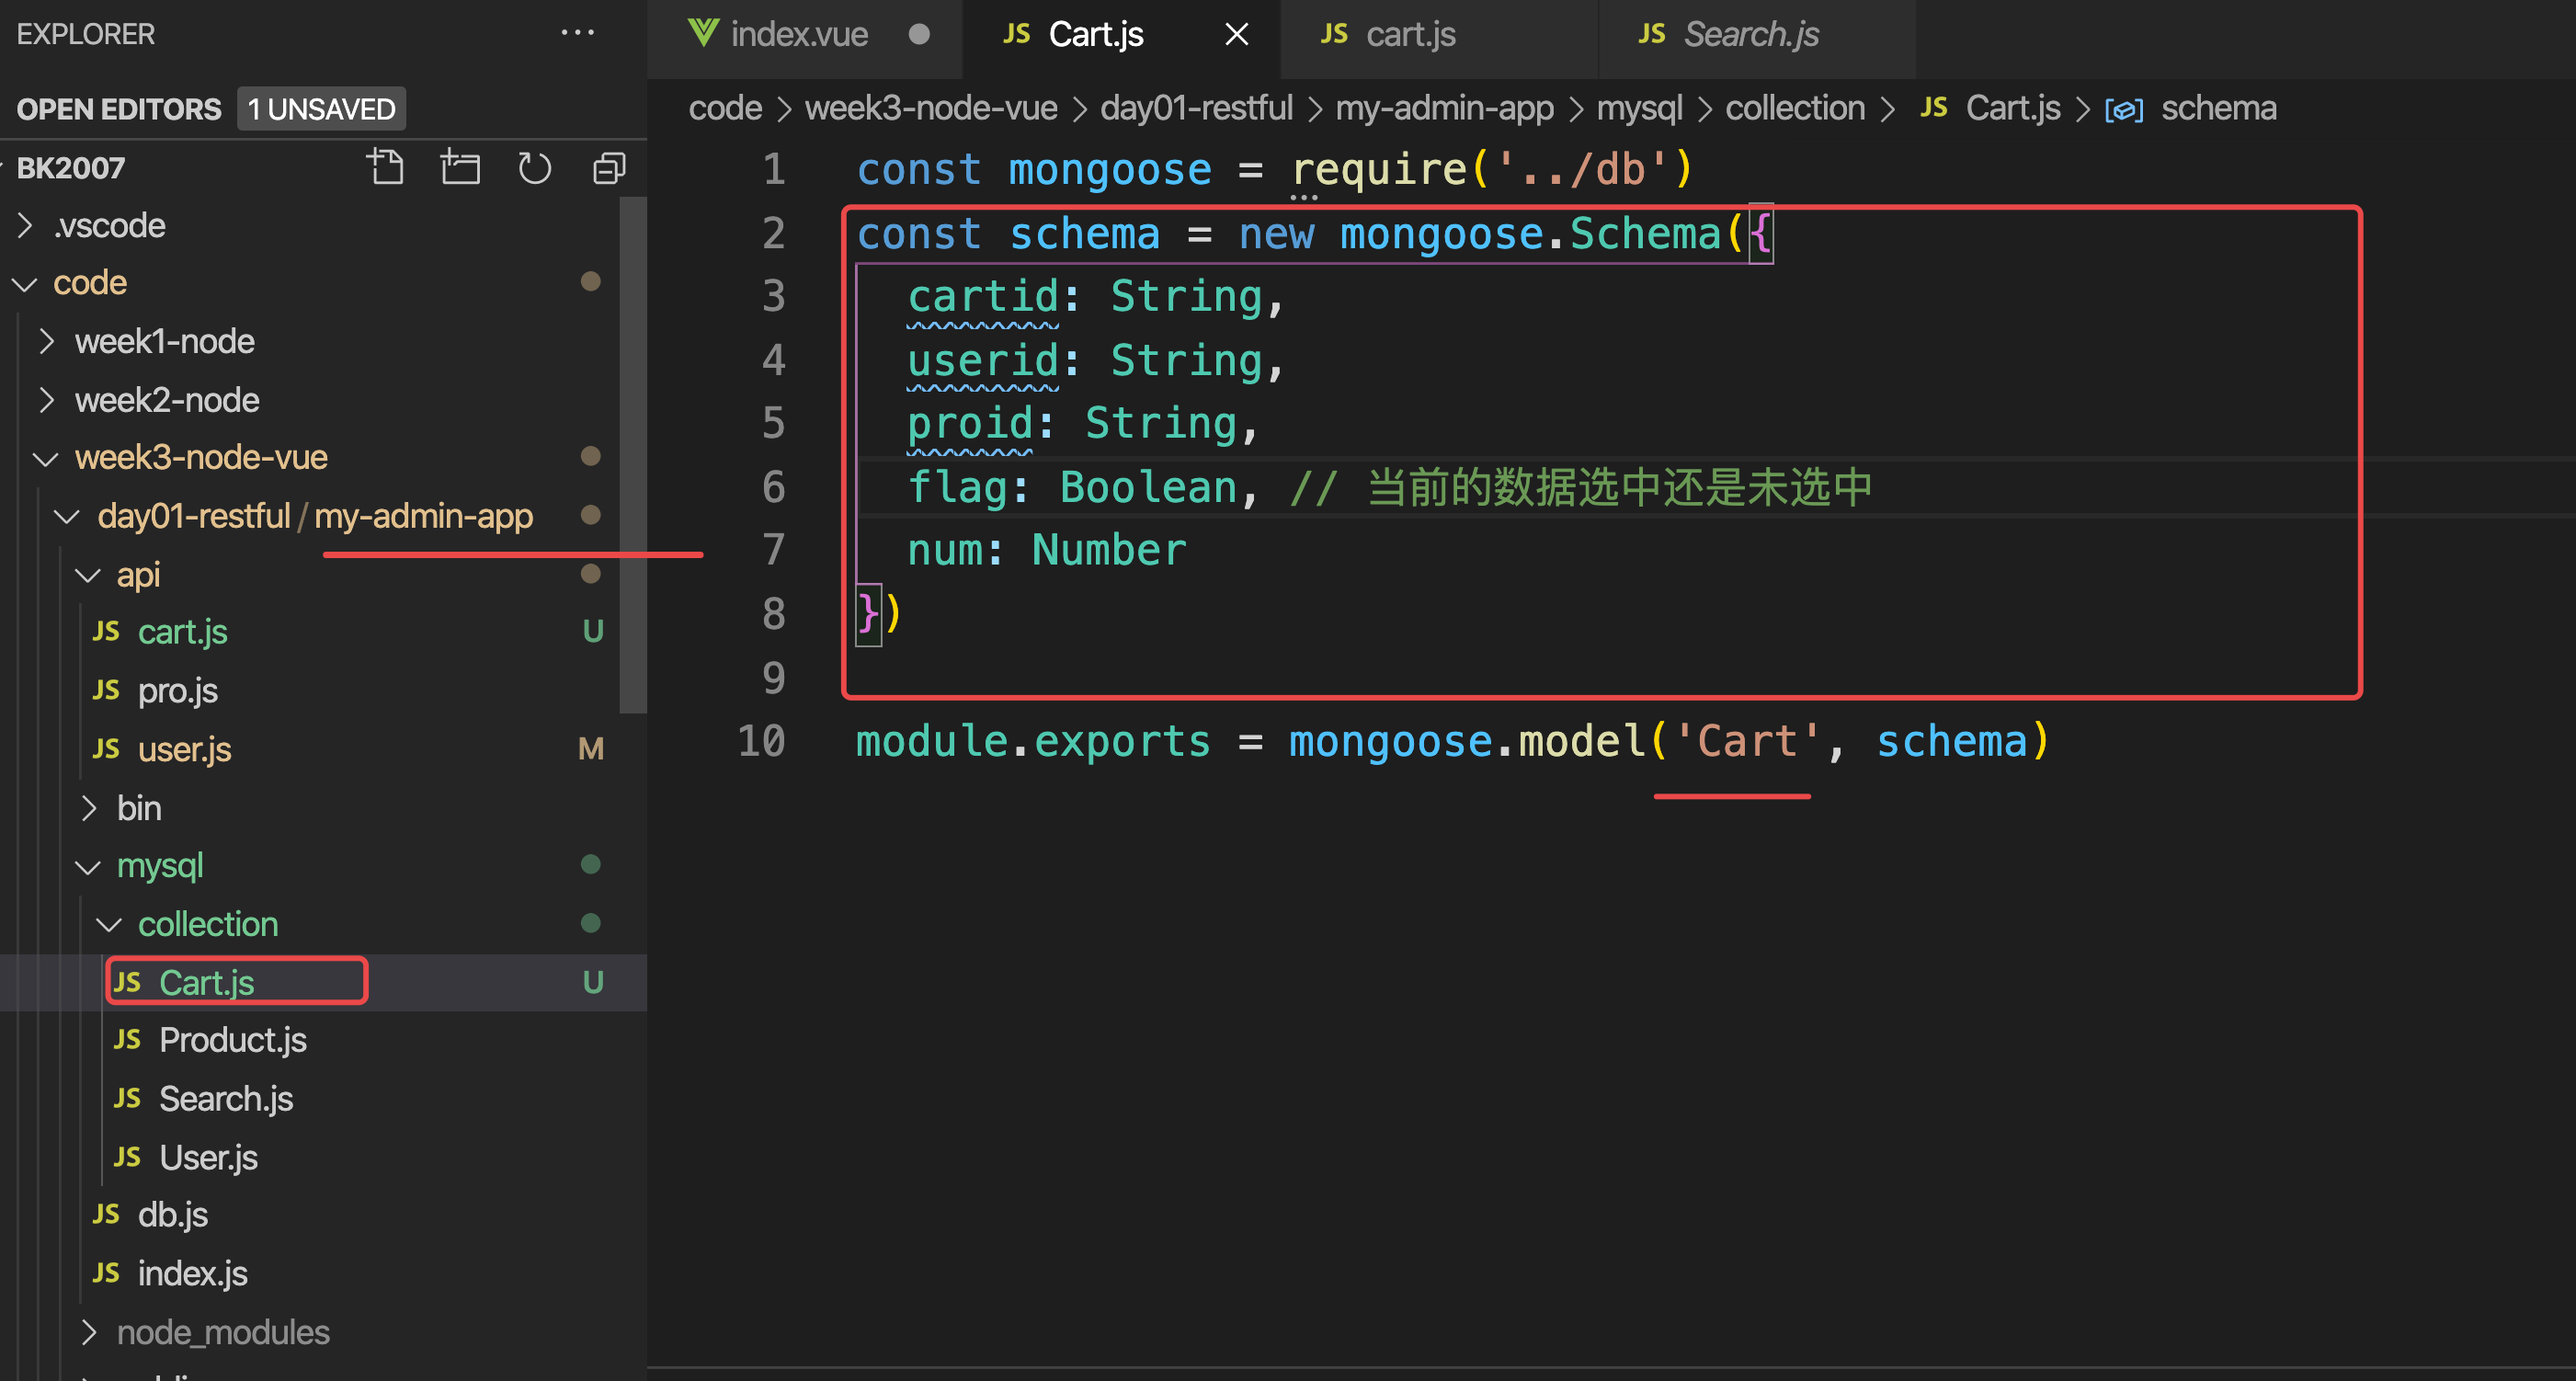 EXPLORER
OPEN EDITORS 1 UNSAVED
BK2007
.vscode
code
week1-node
week2-node
week3-node-vue
day01-restful / my-admin-app
api
JS cart.js U
JS pro.js
JS user.js M
bin
mysql
collection
JS Cart.js U
JS Product.js
JS Search.js
JS User.js
JS db.js
JS index.js
node_modules
index.vue
JS Cart.js
JS cart.js
JS Search.js
code > week3-node-vue > day01-restful > my-admin-app > mysql > collection > JS Cart.js > schema
1 const mongoose = require('../db')
2 const schema = new mongoose.Schema({
3 cartid: String,
4 userid: String,
5 proid: String,
6 flag: Boolean, // 当前的数据选中还是未选中
7 num: Number
8 })
9
10 module.exports = mongoose.model('Cart', schema)